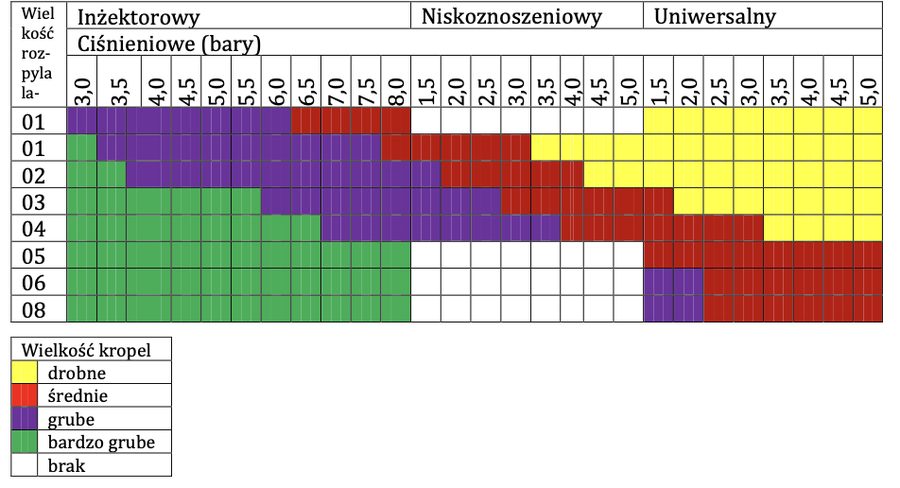 Wiel
kość
roz-
pyla
la-
Inżektorowy Niskoznoszeniowy Uniwersalny
Ciśnieniowe (bary)
3,0 3,5 4,0 4,5 5,0 5,5 6,0 6,5 7,0 7,5 8,0 1,5 2,0 2,5 3,0 3,5 4,0 4,5 5,0 1,5 2,0 2,5 3,0 3,5 4,0 4,5 5,0
01
01
02
03
04
05
06
08
Wielkość kropel
drobne
średnie
grube
bardzo grube
brak